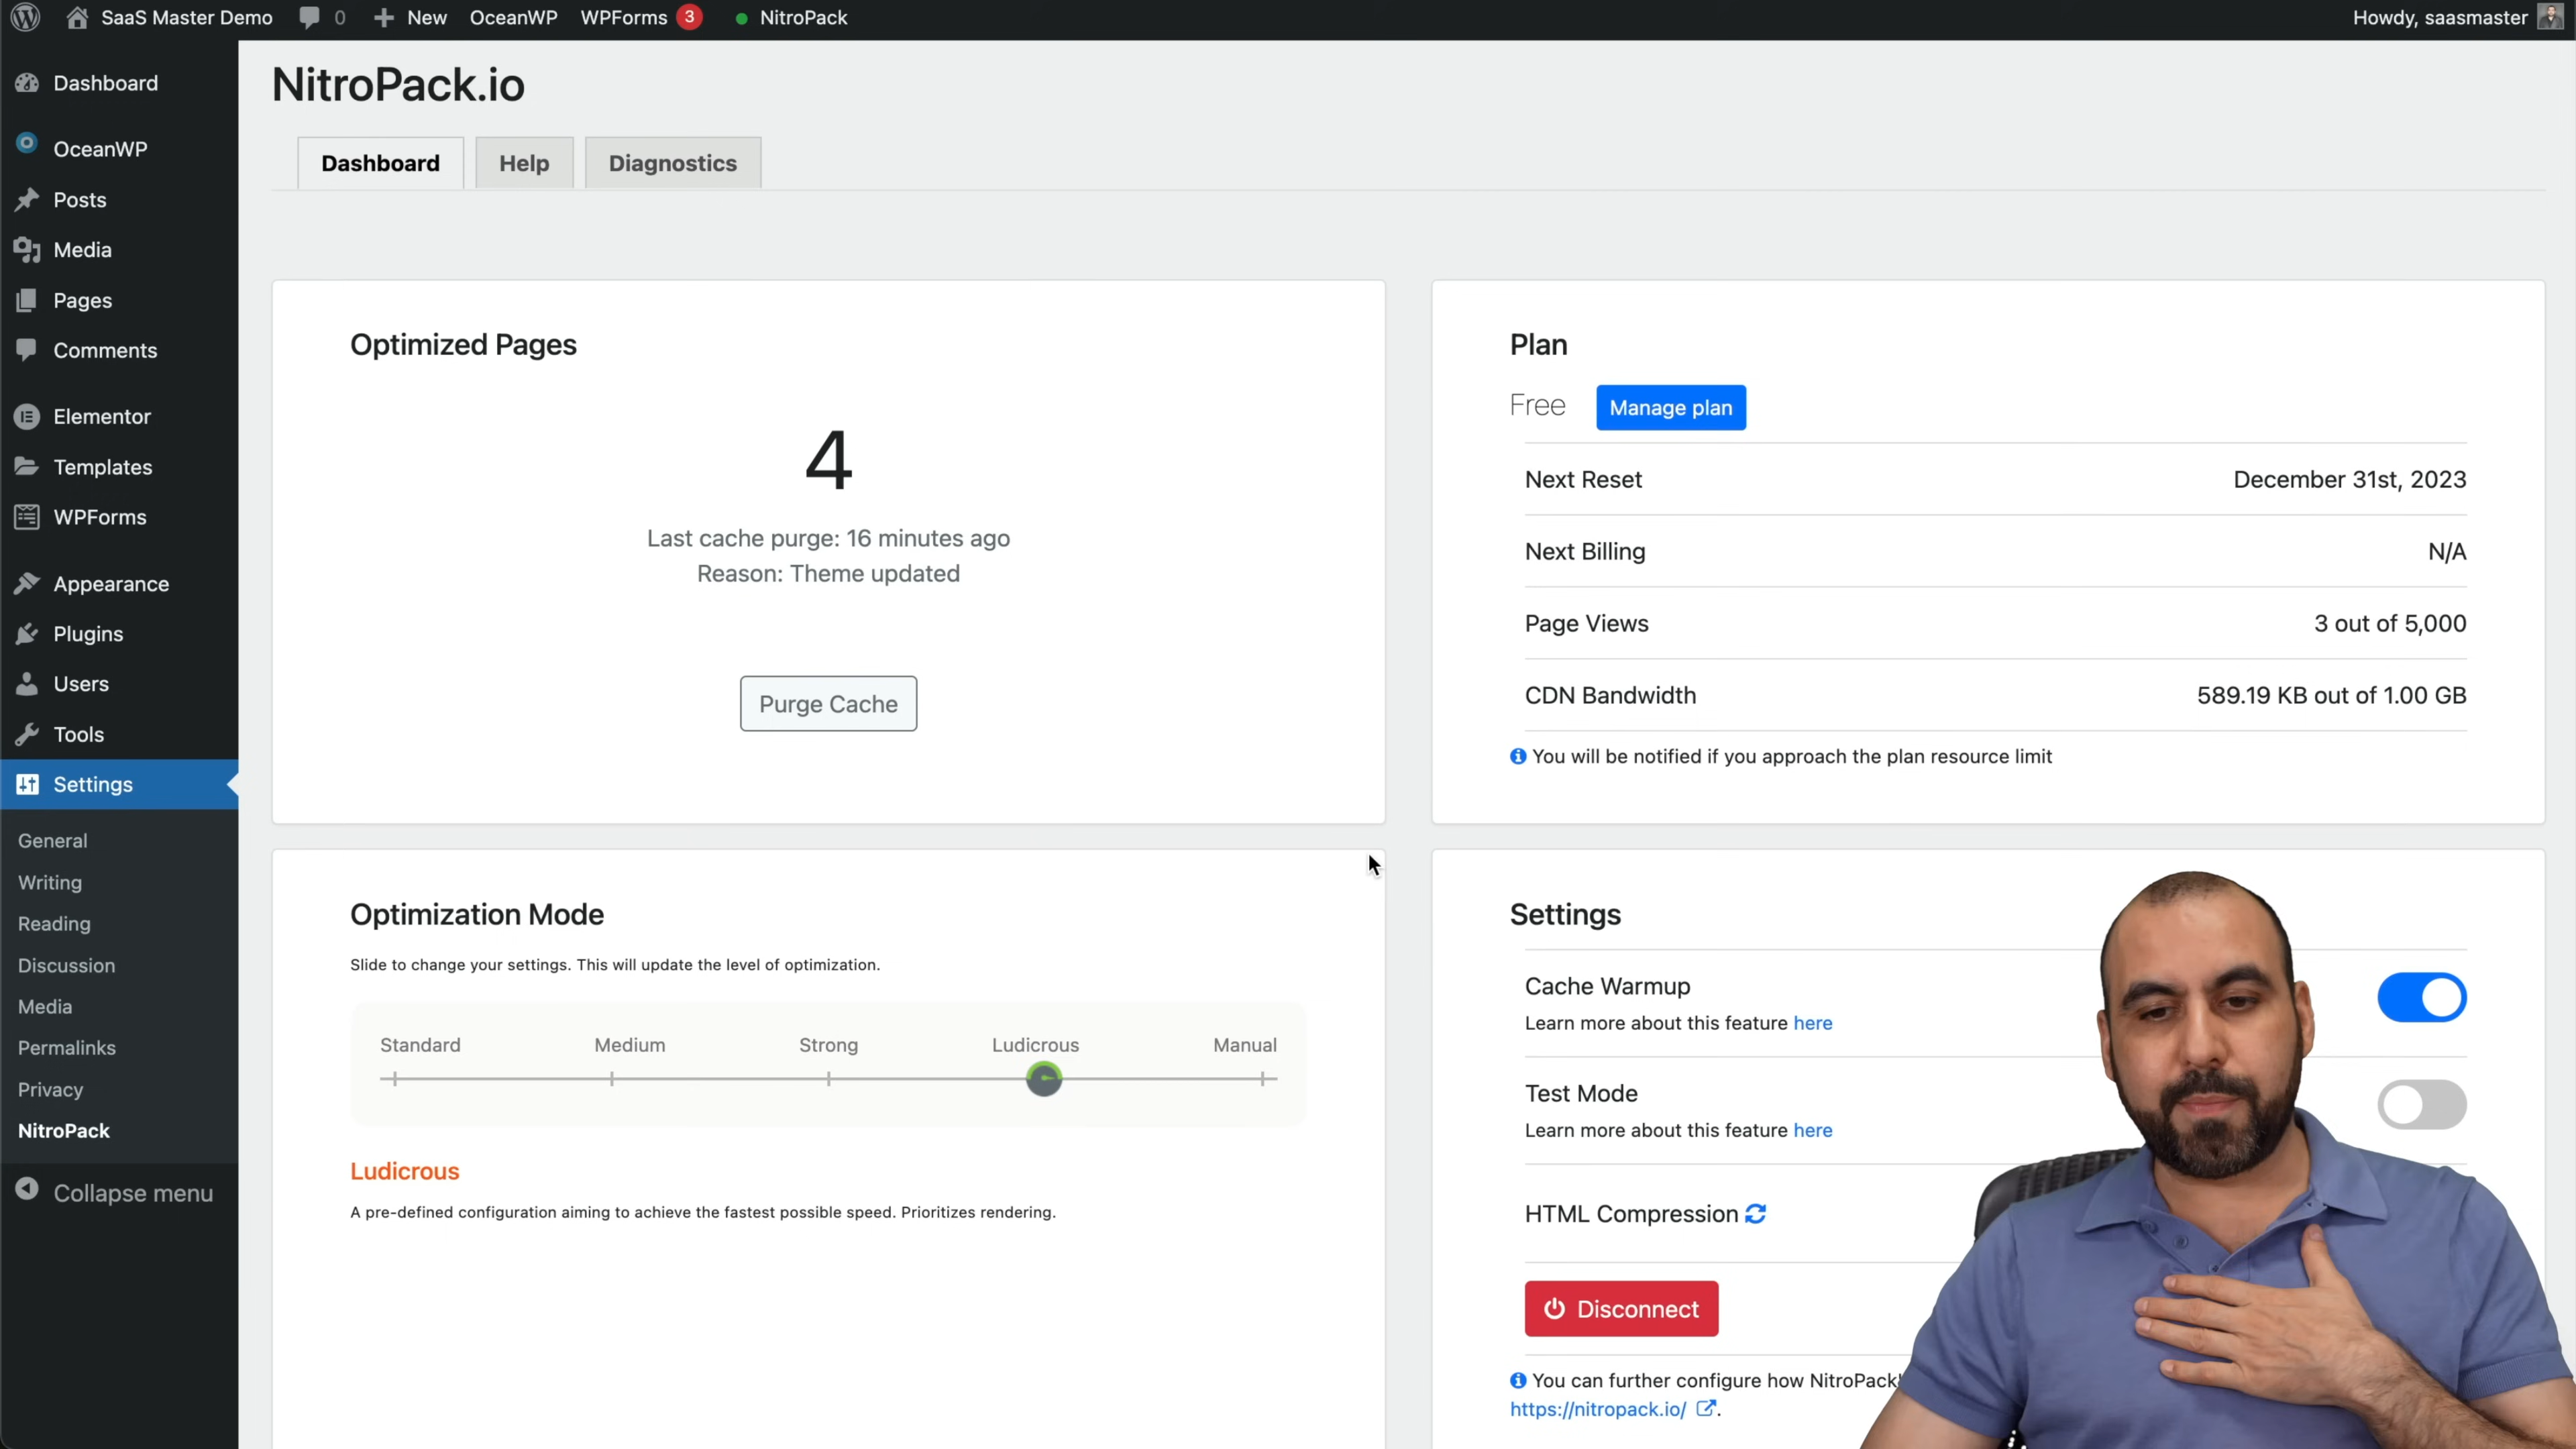 SaaS Master Demo 0 New OceanWP WPForms 3 NitroPack Howdy, saasmaster
Dashboard
OceanWP
Posts
Media
Pages
Comments
Elementor
Templates
WPForms
Appearance
Plugins
Users
Tools
Settings
General
Writing
Reading
Discussion
Media
Permalinks
Privacy
NitroPack
Collapse menu
NitroPack.io
Dashboard Help Diagnostics
Optimized Pages
4
Last cache purge: 16 minutes ago
Reason: Theme updated
Purge Cache
Plan
Free Manage plan
Next Reset December 31st, 2023
Next Billing N/A
Page Views 3 out of 5,000
CDN Bandwidth 589.19 KB out of 1.00 GB
You will be notified if you approach the plan resource limit
Optimization Mode
Slide to change your settings. This will update the level of optimization.
Standard Medium Strong Ludicrous Manual
Ludicrous
A pre-defined configuration aiming to achieve the fastest possible speed. Prioritizes rendering.
Settings
Cache Warmup
Learn more about this feature here
Test Mode
Learn more about this feature here
HTML Compression
Disconnect
You can further configure how NitroPack
https://nitropack.io/ .